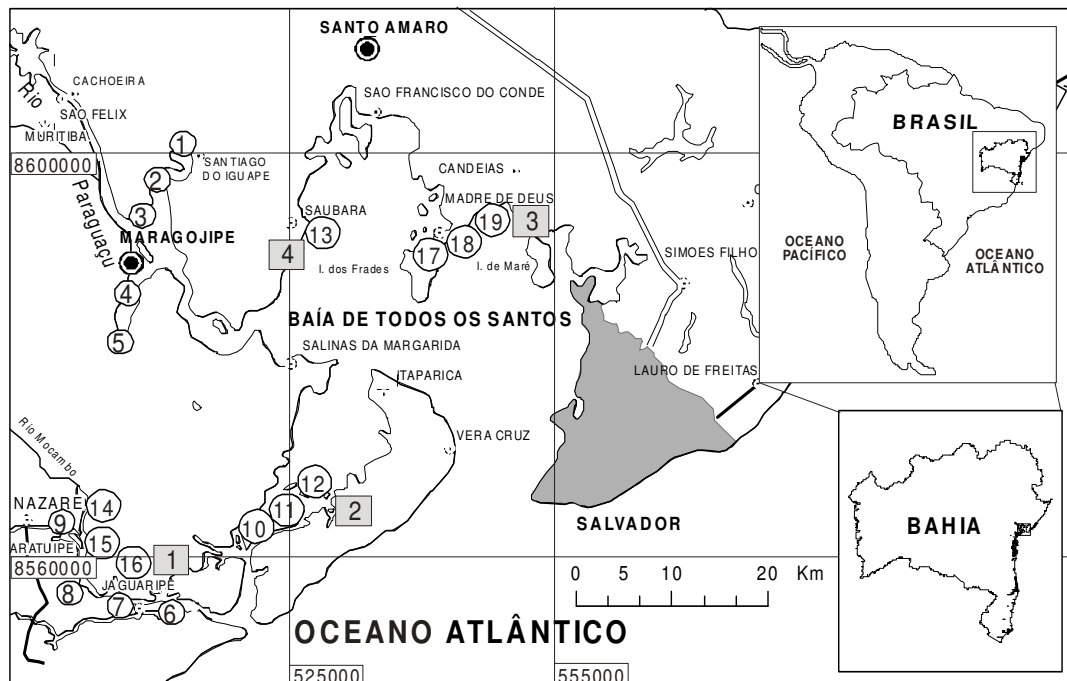 SANTO AMARO
CACHOEIRA
SAO FRANCISCO DO CONDE
SAO FELIX
Rio
MURITIBA
1
SANTIAGO
DO IGUAPE
8600000
CANDEIAS
2
MADRE DE DEUS
Paraguaçu
3
SAUBARA
19
3
MARAGOJIPE
13
18
4
17
I. dos Frades
I. de Maré
SIMOES FILHO
4
BAÍA DE TODOS OS SANTOS
5
SALINAS DA MARGARIDA
LAURO DE FREITAS
ITAPARICA
Rio Mocambo
VERA CRUZ
12
NAZARE
14
11
2
9
10
SALVADOR
ARATUIPE
15
16
1
8560000
JAGUARIPE
8
7
6
0 5 10 20 Km
OCEANO ATLÂNTICO
525000
555000
BRASIL
OCEANO
PACÍFICO
OCEANO
ATLÂNTICO
BAHIA